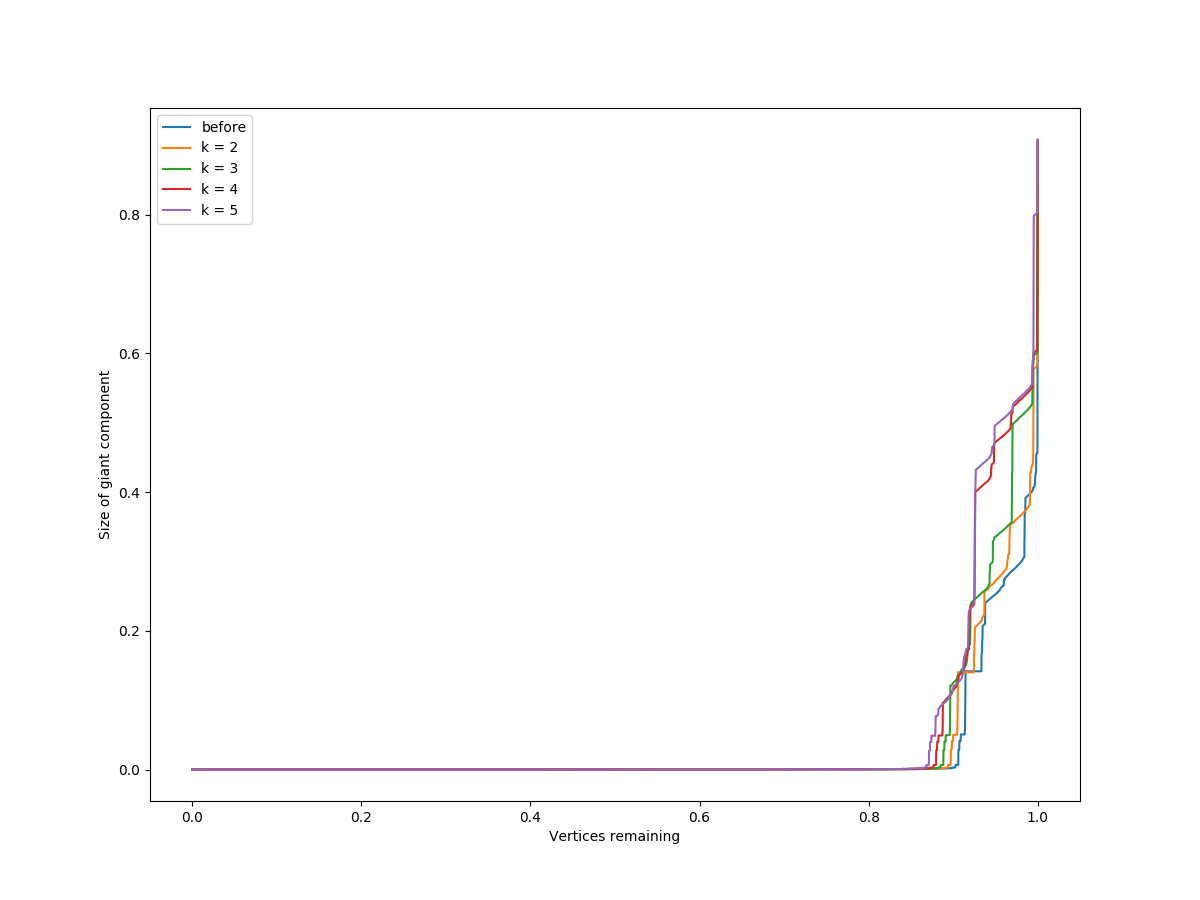 before
k = 2
k = 3
k = 4
k = 5
0.8
0.6
0.4
0.2
0.0
Size of giant component
0.0 0.2 0.4 0.6 0.8 1.0
Vertices remaining